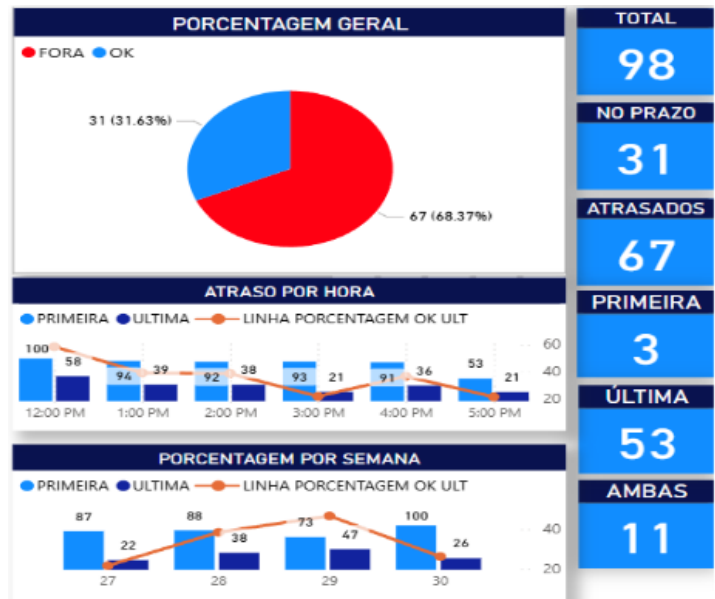 PORCENTAGEM GERAL
FORA OK
31 (31.63%)
67 (68.37%)
ATRASO POR HORA
PRIMEIRA ULTIMA LINHA PORCENTAGEM OK ULT
100 58 94 39 92 38 93 21 91 36 53 21
60
40
20
12:00 PM 1:00 PM 2:00 PM 3:00 PM 4:00 PM 5:00 PM
PORCENTAGEM POR SEMANA
PRIMEIRA ULTIMA LINHA PORCENTAGEM OK ULT
87 22 88 38 73 47 100 26
40
20
27 28 29 30
TOTAL
98
NO PRAZO
31
ATRASADOS
67
PRIMEIRA
3
ÚLTIMA
53
AMBAS
11